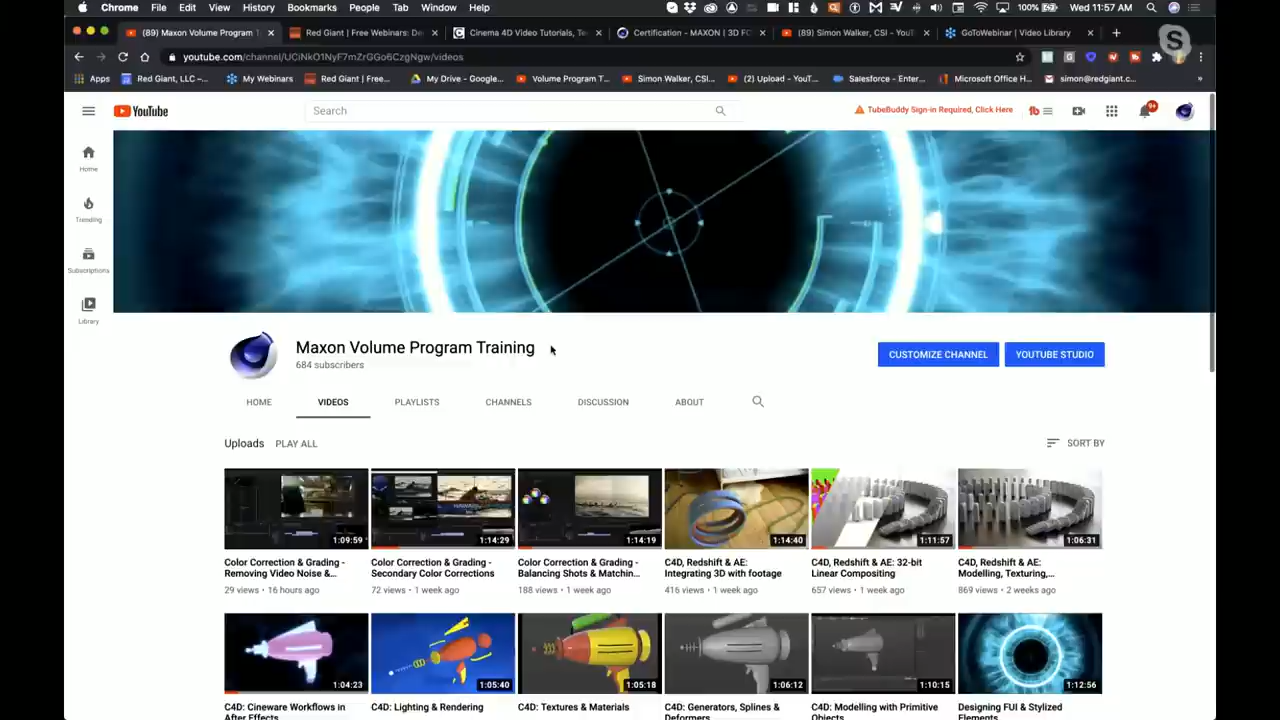 Chrome File Edit View History Bookmarks People Tab Window Help 100% Wed 11:57 AM
(89) Maxon Volume Program T Red Giant | Free Webinars: De Cinema 4D Video Tutorials, Te Certification - MAXON | 3D FO (89) Simon Walker, CSI - YouT GoToWebinar | Video Library
youtube.com/channel/UCiNkO1NyF7mZrGGo6CzgNgw/videos
Apps Red Giant, LLC –... My Webinars Red Giant | Free... My Drive – Google... Volume Program T... Simon Walker, CSI... (2) Upload - YouT... Salesforce - Enter... Microsoft Office H... simon@redgiant.c...
YouTube Search TubeBuddy Sign-in Required, Click Here tb 9+
Home
Trending
Subscriptions
Library
Maxon Volume Program Training
684 subscribers
CUSTOMIZE CHANNEL YOUTUBE STUDIO
HOME VIDEOS PLAYLISTS CHANNELS DISCUSSION ABOUT
Uploads PLAY ALL SORT BY
1:09:59 1:14:29 1:14:19 1:14:40 1:11:57 1:06:31
Color Correction & Grading - Removing Video Noise &...
29 views • 16 hours ago
Color Correction & Grading - Secondary Color Corrections
72 views • 1 week ago
Color Correction & Grading - Balancing Shots & Matchin...
188 views • 1 week ago
C4D, Redshift & AE: Integrating 3D with footage
416 views • 1 week ago
C4D, Redshift & AE: 32-bit Linear Compositing
657 views • 1 week ago
C4D, Redshift & AE: Modelling, Texturing,...
869 views • 2 weeks ago
1:04:23 1:05:40 1:05:18 1:06:12 1:10:15 1:12:56
C4D: Cineware Workflows in After Effects
C4D: Lighting & Rendering
C4D: Textures & Materials
C4D: Generators, Splines & Deformers
C4D: Modelling with Primitive Objects
Designing FUI & Stylized Elements